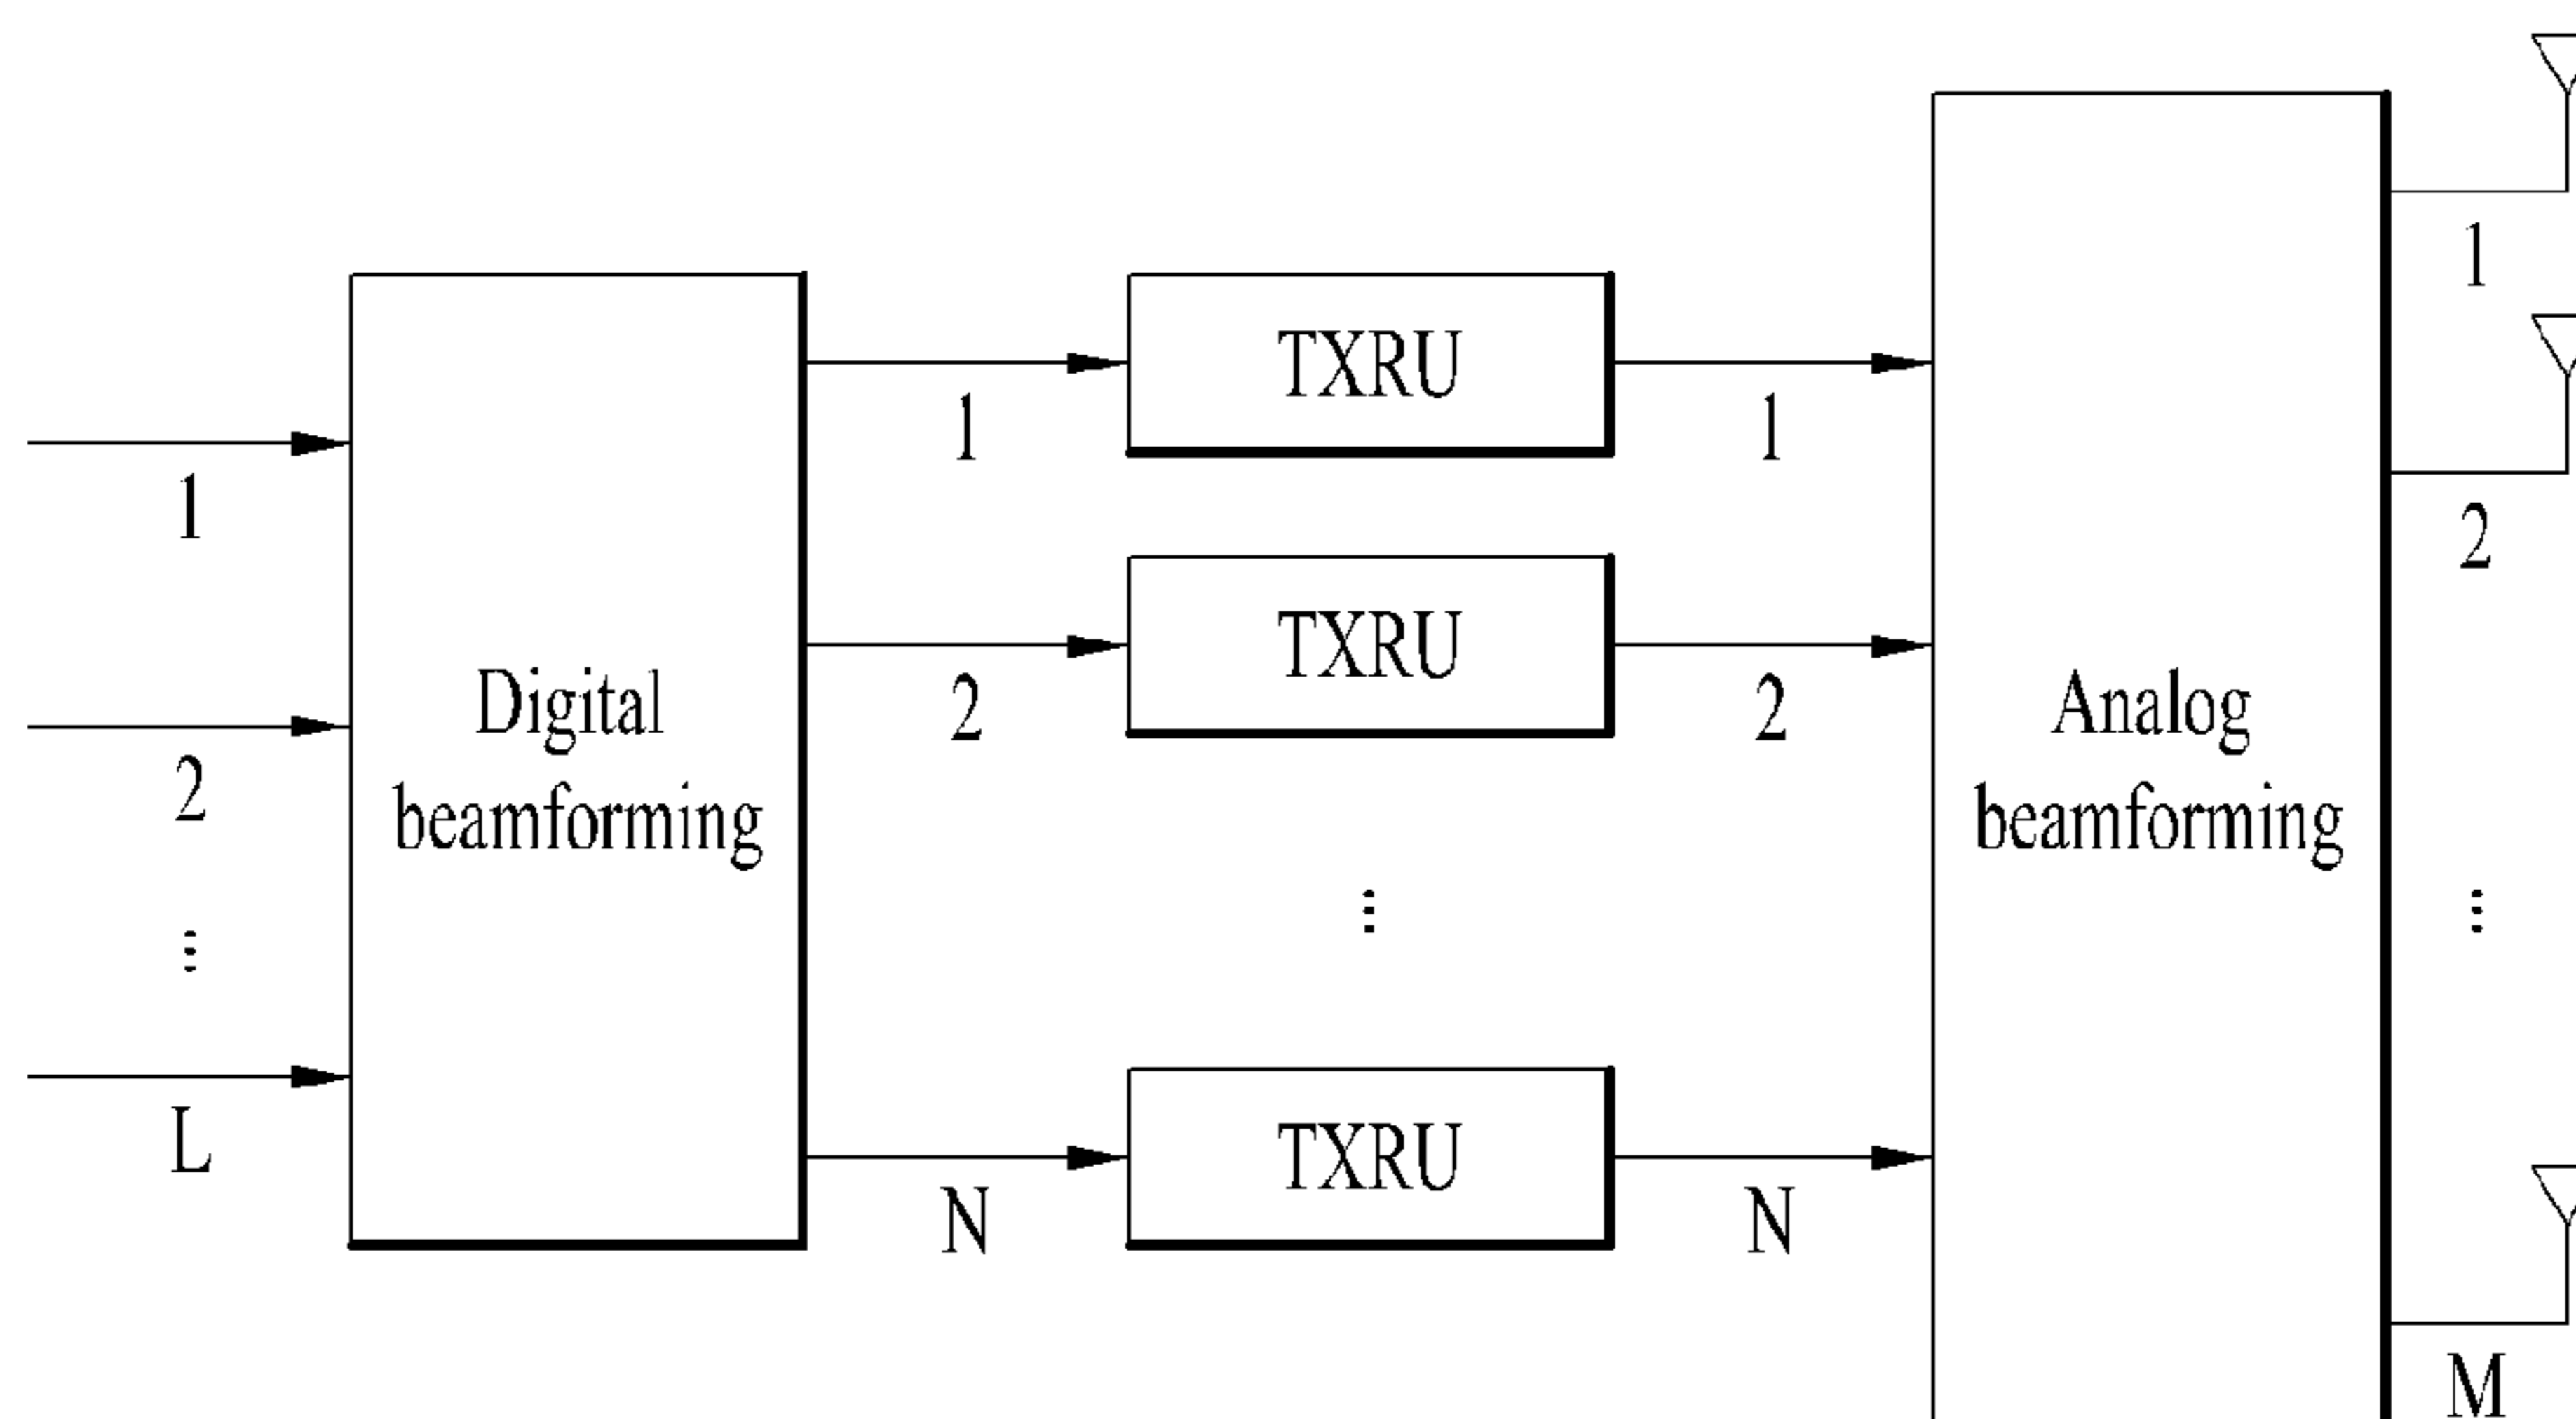 1
2
⋮
L
Digital
beamforming
1
2
N
TXRU
TXRU
⋮
TXRU
1
2
N
Analog
beamforming
1
2
⋮
M